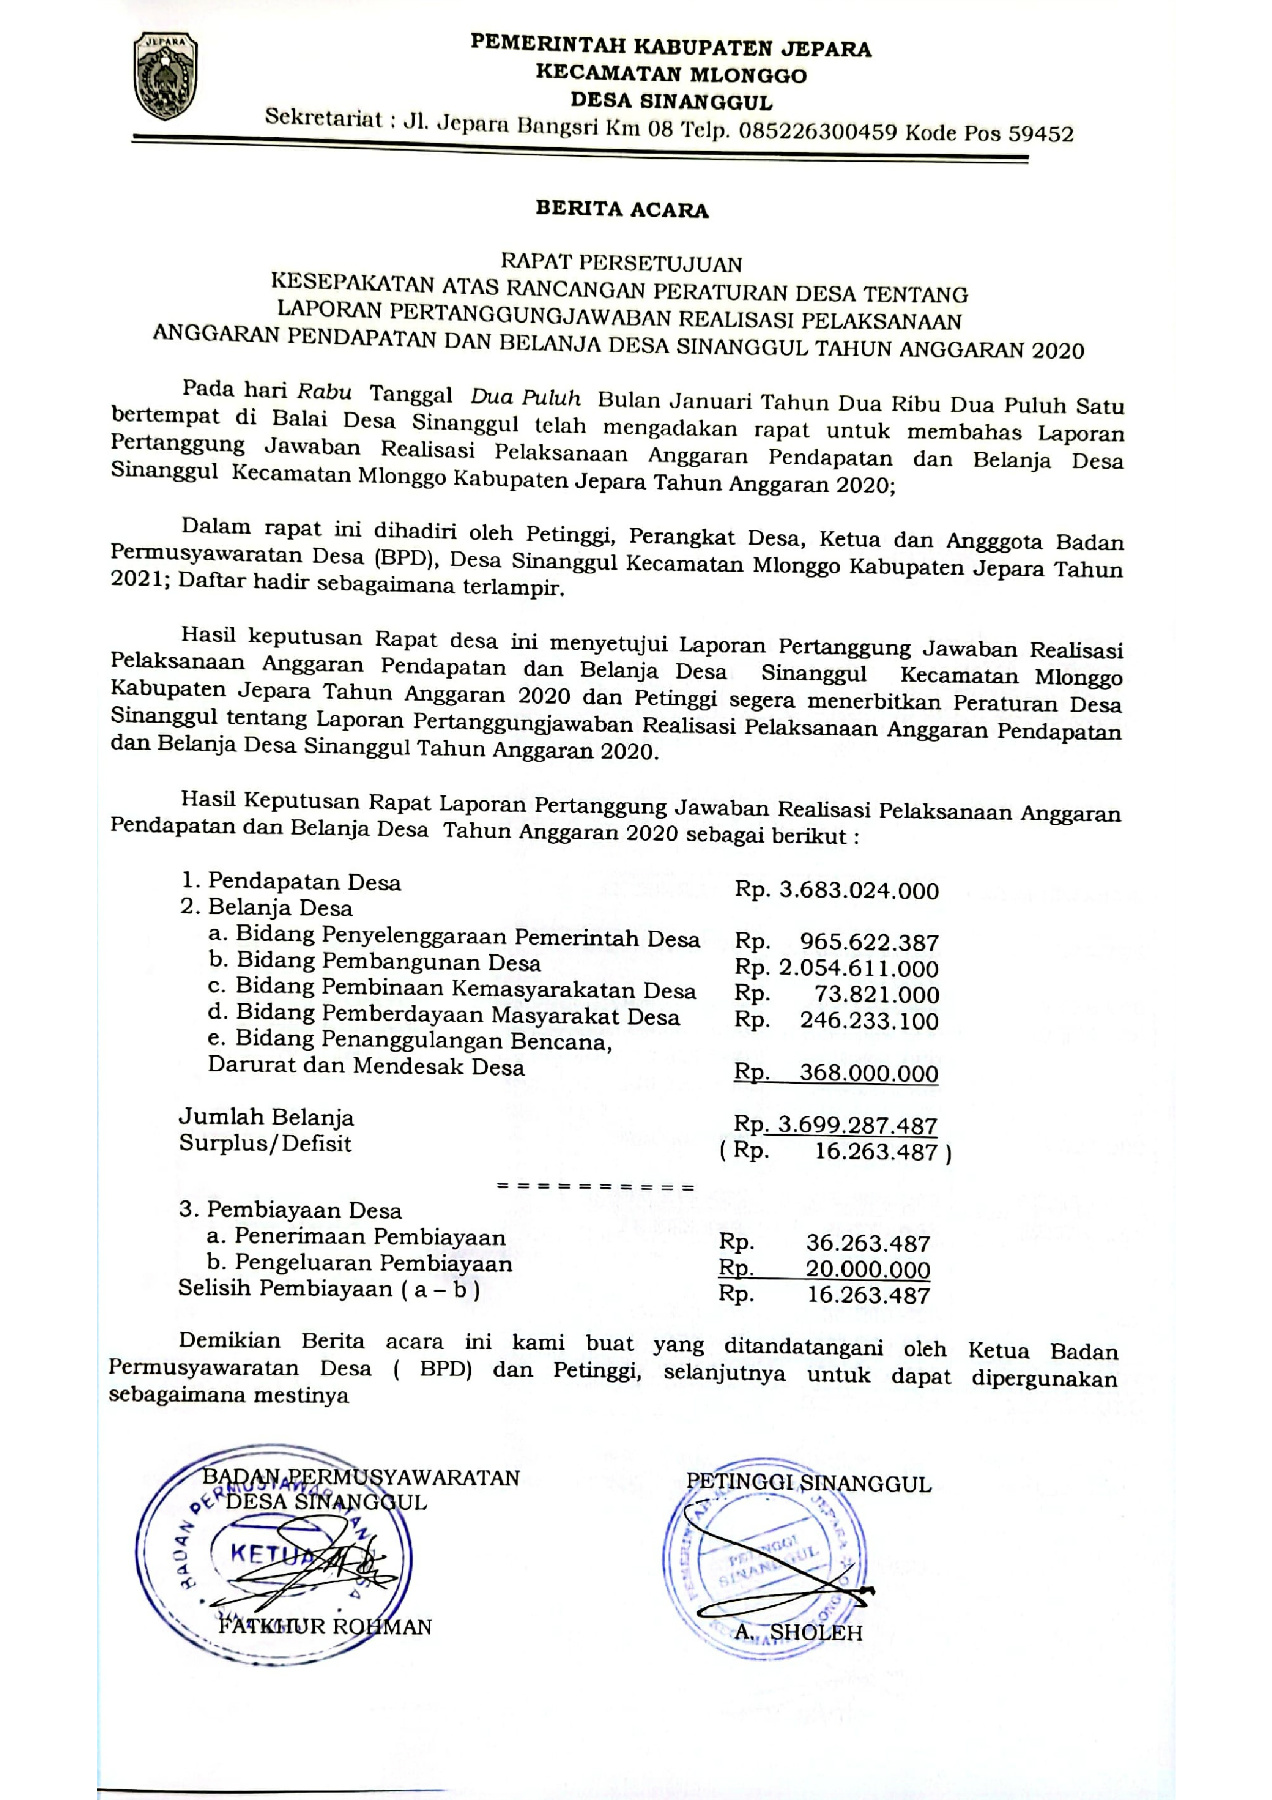 JEPARA
PEMERINTAH KABUPATEN JEPARA
KECAMATAN MLONGGO
DESA SINANGGUL
Sekretariat : Jl. Jepara Bangsri Km 08 Telp. 085226300459 Kode Pos 59452
BERITA ACARA
RAPAT PERSETUJUAN
KESEPAKATAN ATAS RANCANGAN PERATURAN DESA TENTANG
LAPORAN PERTANGGUNGJAWABAN REALISASI PELAKSANAAN
ANGGARAN PENDAPATAN DAN BELANJA DESA SINANGGUL TAHUN ANGGARAN 2020
Pada hari Rabu Tanggal Dua Puluh Bulan Januari Tahun Dua Ribu Dua Puluh Satu
bertempat di Balai Desa Sinanggul telah mengadakan rapat untuk membahas Laporan
Pertanggung Jawaban Realisasi Pelaksanaan Anggaran Pendapatan dan Belanja Desa
Sinanggul Kecamatan Mlonggo Kabupaten Jepara Tahun Anggaran 2020;
Dalam rapat ini dihadiri oleh Petinggi, Perangkat Desa, Ketua dan Angggota Badan
Permusyawaratan Desa (BPD), Desa Sinanggul Kecamatan Mlonggo Kabupaten Jepara Tahun
2021; Daftar hadir sebagaimana terlampir.
Hasil keputusan Rapat desa ini menyetujui Laporan Pertanggung Jawaban Realisasi
Pelaksanaan Anggaran Pendapatan dan Belanja Desa Sinanggul Kecamatan Mlonggo
Kabupaten Jepara Tahun Anggaran 2020 dan Petinggi segera menerbitkan Peraturan Desa
Sinanggul tentang Laporan Pertanggungjawaban Realisasi Pelaksanaan Anggaran Pendapatan
dan Belanja Desa Sinanggul Tahun Anggaran 2020.
Hasil Keputusan Rapat Laporan Pertanggung Jawaban Realisasi Pelaksanaan Anggaran
Pendapatan dan Belanja Desa Tahun Anggaran 2020 sebagai berikut :
1. Pendapatan Desa Rp. 3.683.024.000
2. Belanja Desa
a. Bidang Penyelenggaraan Pemerintah Desa Rp. 965.622.387
b. Bidang Pembangunan Desa Rp. 2.054.611.000
c. Bidang Pembinaan Kemasyarakatan Desa Rp. 73.821.000
d. Bidang Pemberdayaan Masyarakat Desa Rp. 246.233.100
e. Bidang Penanggulangan Bencana,
Darurat dan Mendesak Desa Rp. 368.000.000
Jumlah Belanja Rp. 3.699.287.487
Surplus/Defisit ( Rp. 16.263.487 )
= = = = = = = = = =
3. Pembiayaan Desa
a. Penerimaan Pembiayaan Rp. 36.263.487
b. Pengeluaran Pembiayaan Rp. 20.000.000
Selisih Pembiayaan ( a – b ) Rp. 16.263.487
Demikian Berita acara ini kami buat yang ditandatangani oleh Ketua Badan
Permusyawaratan Desa ( BPD) dan Petinggi, selanjutnya untuk dapat dipergunakan
sebagaimana mestinya
BADAN PERMUSYAWARATAN PETINGGI SINANGGUL
DESA SINANGGUL
BADAN PERMUSYAWARATAN DESA
KETUA
PETINGGI
SINANGGUL
FATKHUR ROHMAN A. SHOLEH